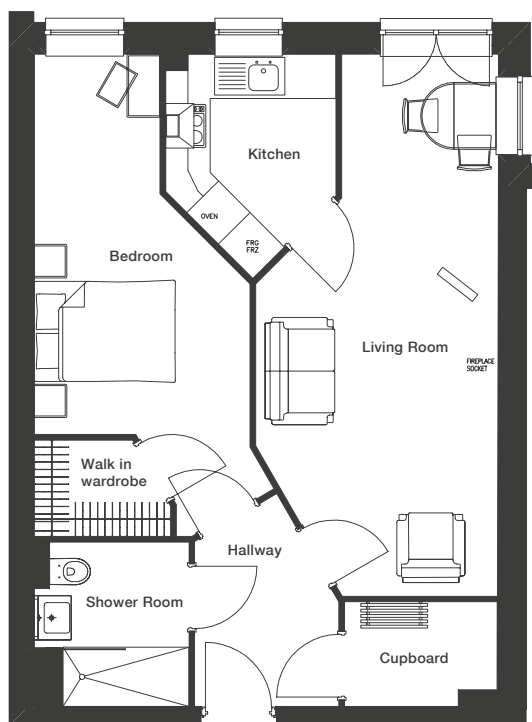 Kitchen
OVEN
FRG
FRZ
Bedroom
Living Room
FIREPLACE
SOCKET
Walk in
wardrobe
Hallway
Shower Room
Cupboard